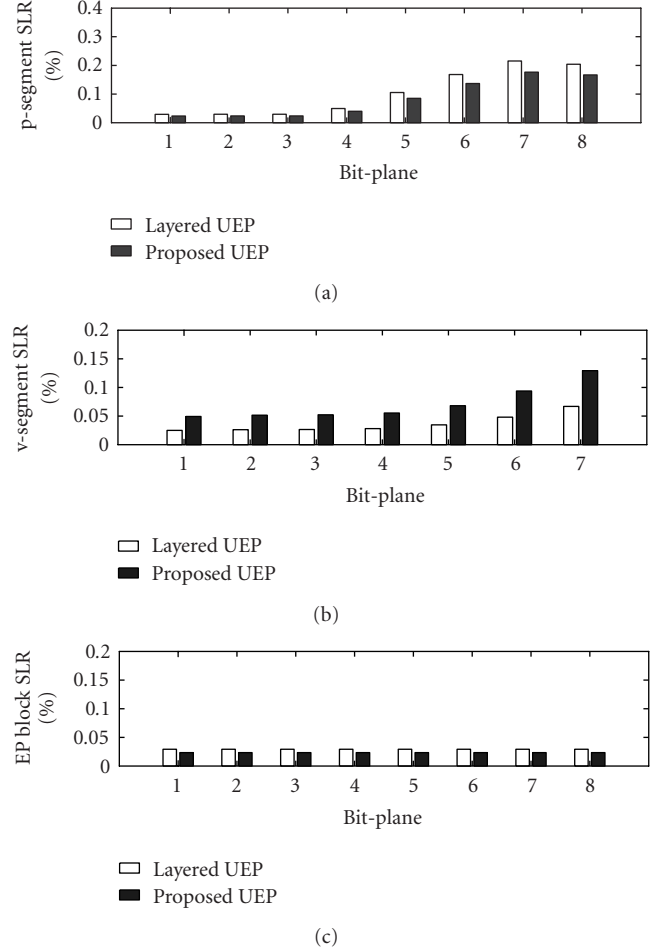 p-segment SLR
(%)
0.4
0.3
0.2
0.1
0
1 2 3 4 5 6 7 8
Bit-plane
Layered UEP
Proposed UEP
(a)
v-segment SLR
(%)
0.2
0.15
0.1
0.05
0
1 2 3 4 5 6 7
Bit-plane
Layered UEP
Proposed UEP
(b)
EP block SLR
(%)
0.2
0.15
0.1
0.05
0
1 2 3 4 5 6 7 8
Bit-plane
Layered UEP
Proposed UEP
(c)